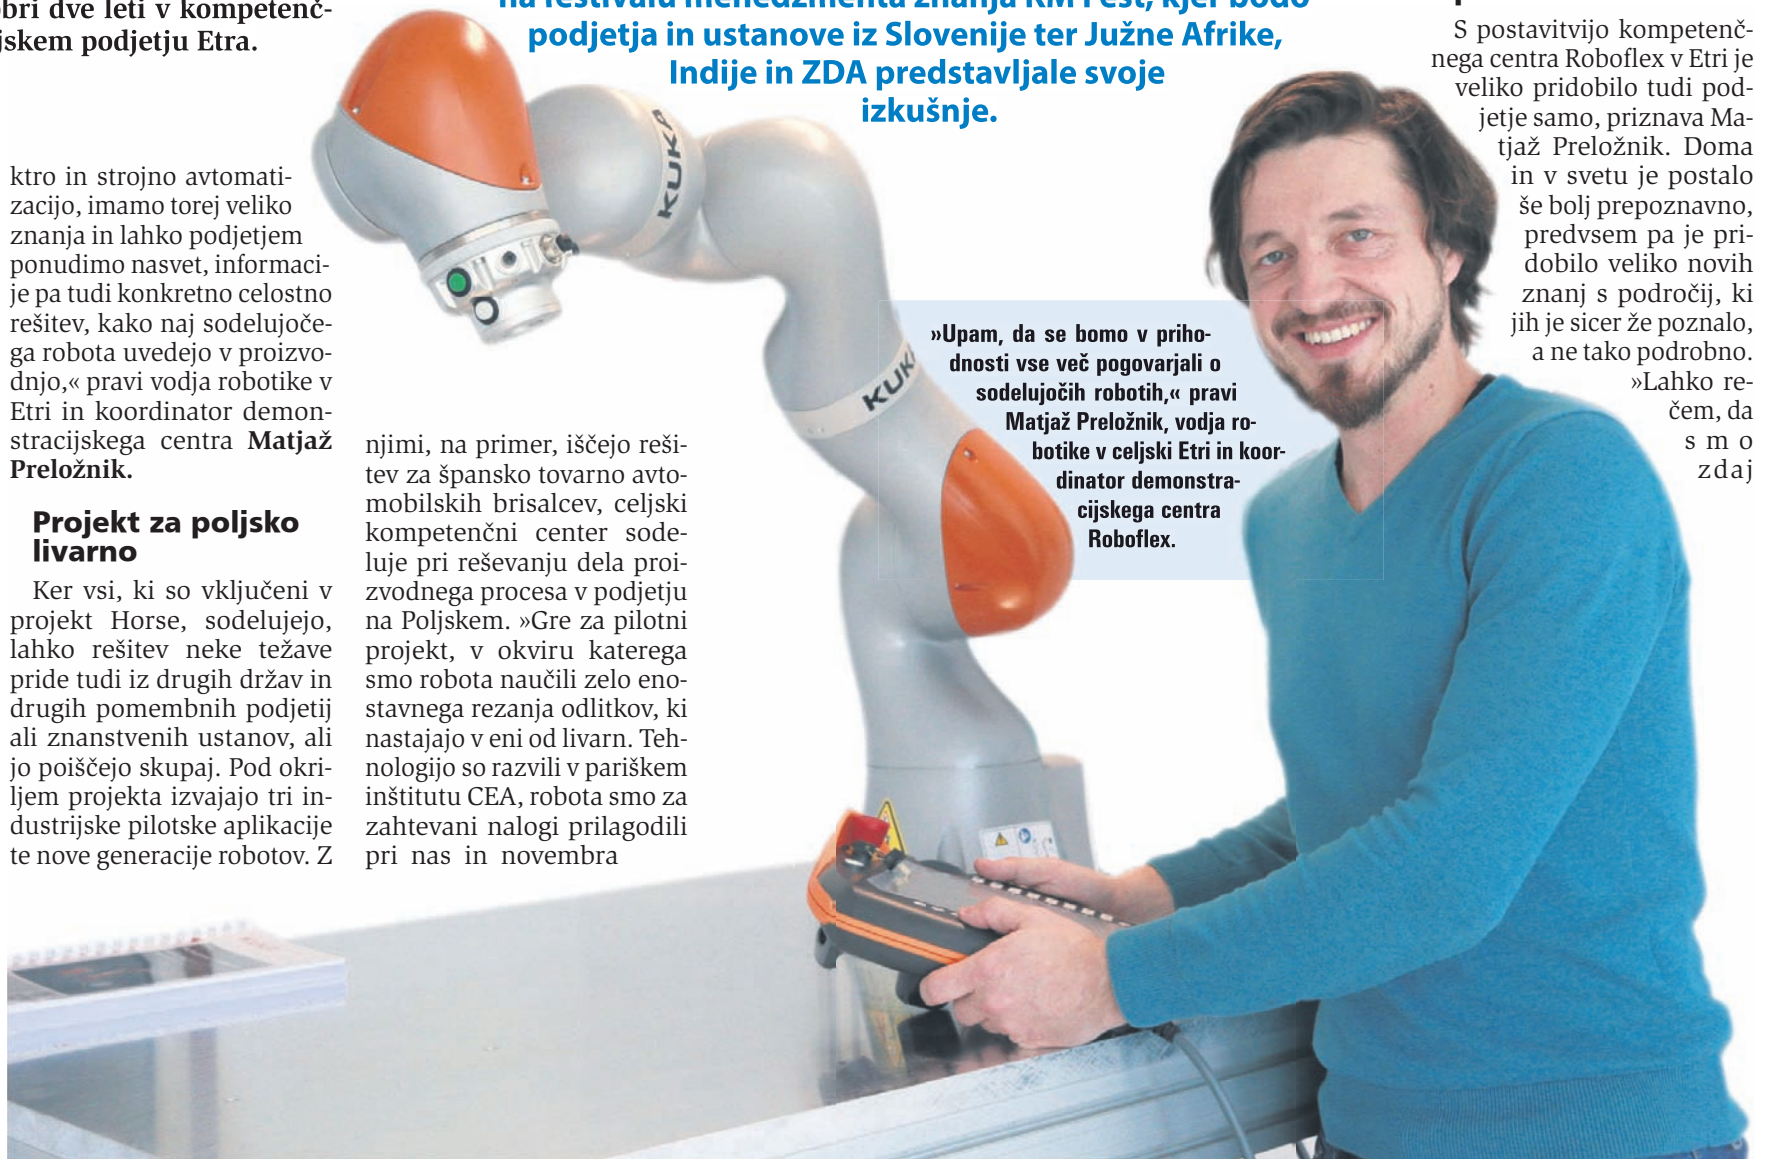 obri dve leti v kompetenč-
jskem podjetju Etra.
ktro in strojno avtomati-
zacijo, imamo torej veliko
znanja in lahko podjetjem
ponudimo nasvet, informaci-
je pa tudi konkretno celostno
rešitev, kako naj sodelujoče-
ga robota uvedejo v proizvo-
dnjo,« pravi vodja robotike v
Etri in koordinator demon-
stracijskega centra Matjaž
Preložnik.
Projekt za poljsko
livarno
Ker vsi, ki so vključeni v
projekt Horse, sodelujejo,
lahko rešitev neke težave
pride tudi iz drugih držav in
drugih pomembnih podjetij
ali znanstvenih ustanov, ali
jo poiščejo skupaj. Pod okri-
ljem projekta izvajajo tri in-
dustrijske pilotske aplikacije
te nove generacije robotov. Z
njimi, na primer, iščejo reši-
tev za špansko tovarno avto-
mobilskih brisalcev, celjski
kompetenčni center sode-
luje pri reševanju dela proi-
zvodnega procesa v podjetju
na Poljskem. »Gre za pilotni
projekt, v okviru katerega
smo robota naučili zelo eno-
stavnega rezanja odlitkov, ki
nastajajo v eni od livarn. Teh-
nologijo so razvili v pariškem
inštitutu CEA, robota smo za
zahtevani nalogi prilagodili
pri nas in novembra
na festivalu menedžmenta znanja KM Fest, kjer bodo
podjetja in ustanove iz Slovenije ter Južne Afrike,
Indije in ZDA predstavljale svoje
izkušnje.
KUKA
KUKA
»Upam, da se bomo v priho-
dnosti vse več pogovarjali o
sodelujočih robotih,« pravi
Matjaž Preložnik, vodja ro-
botike v celjski Etri in koor-
dinator demonstra-
cijskega centra
Roboflex.
S postavitvijo kompetenč-
nega centra Roboflex v Etri je
veliko pridobilo tudi pod-
jetje samo, priznava Ma-
tjaž Preložnik. Doma
in v svetu je postalo
še bolj prepoznavno,
predvsem pa je pri-
dobilo veliko novih
znanj s področij, ki
jih je sicer že poznalo,
a ne tako podrobno.
»Lahko re-
čem, da
smo
zdaj